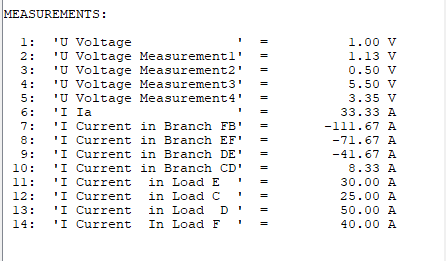 MEASUREMENTS:
1: 'U Voltage ' = 1.00 V
2: 'U Voltage Measurement1' = 1.13 V
3: 'U Voltage Measurement2' = 0.50 V
4: 'U Voltage Measurement3' = 5.50 V
5: 'U Voltage Measurement4' = 3.35 V
6: 'I Ia ' = 33.33 A
7: 'I Current in Branch FB' = -111.67 A
8: 'I Current in Branch EF' = -71.67 A
9: 'I Current in Branch DE' = -41.67 A
10: 'I Current in Branch CD' = 8.33 A
11: 'I Current in Load E ' = 30.00 A
12: 'I Current in Load C ' = 25.00 A
13: 'I Current in Load D ' = 50.00 A
14: 'I Current In Load F ' = 40.00 A